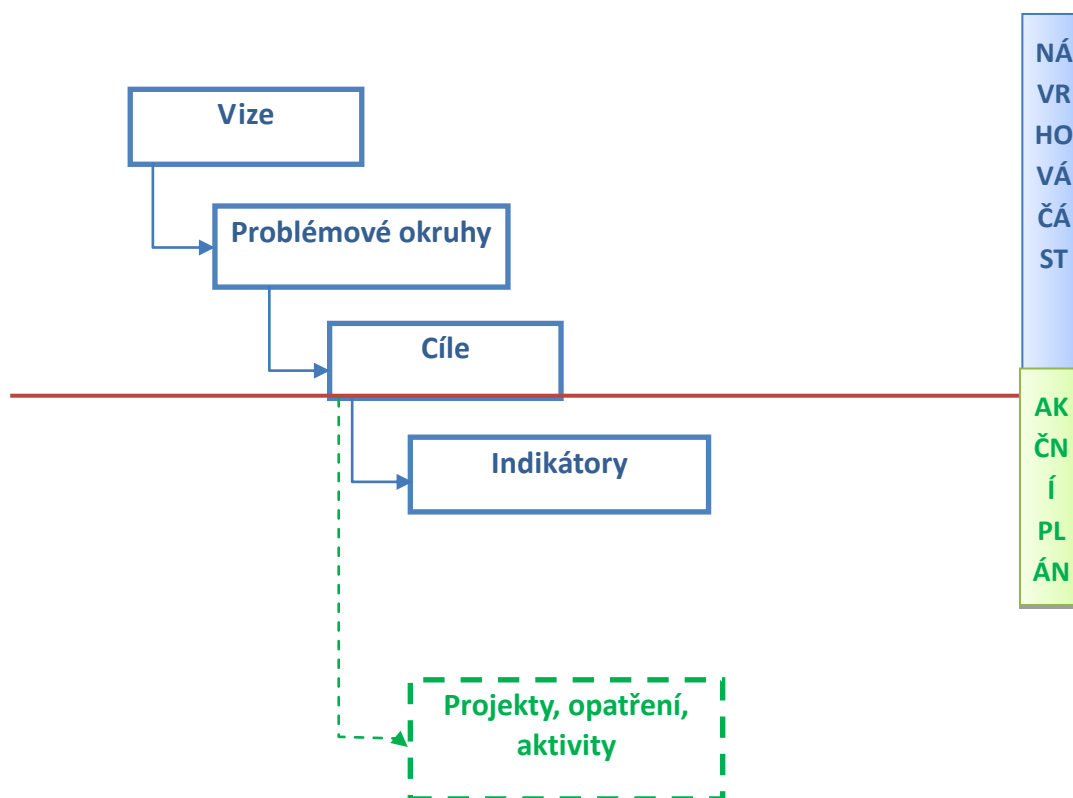 Vize
Problémové okruhy
Cíle
Indikátory
Projekty, opatření,
aktivity
NÁ
VR
HO
VÁ
ČÁ
ST
AK
ČN
Í
PL
ÁN